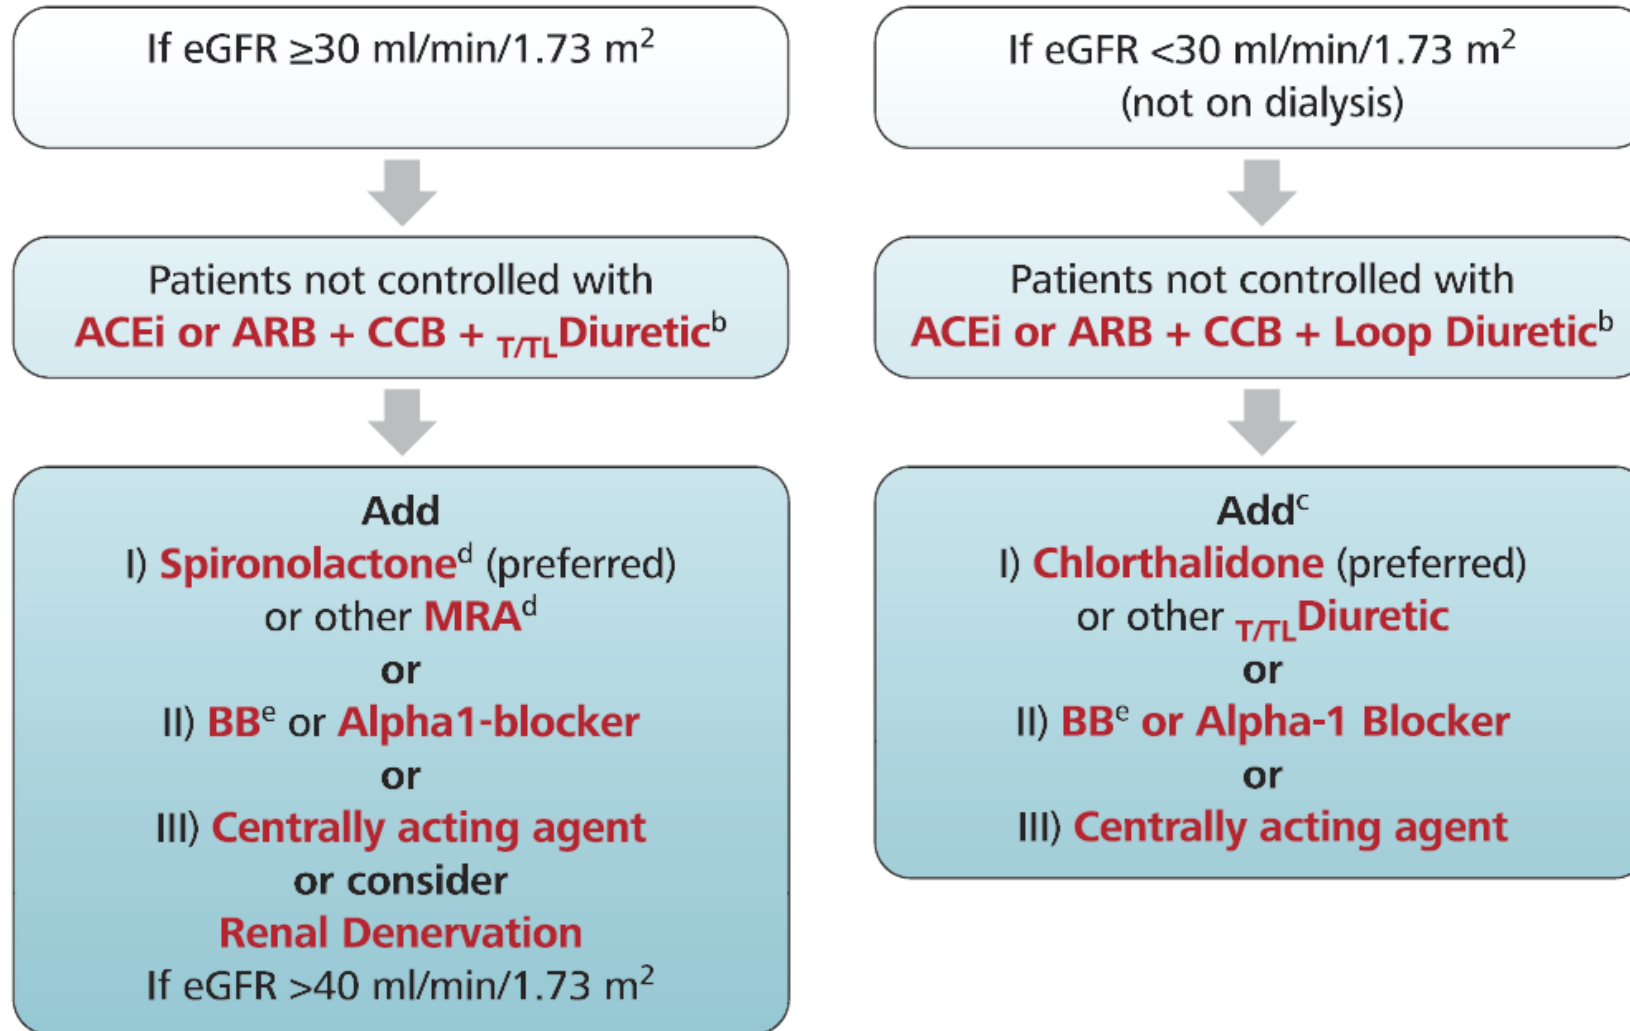 If eGFR ≥30 ml/min/1.73 m²
Patients not controlled with
ACEi or ARB + CCB + T/TLDiureticᵇ
Add
I) Spironolactoneᵈ (preferred)
or other MRAᵈ
or
II) BBᵉ or Alpha1-blocker
or
III) Centrally acting agent
or consider
Renal Denervation
If eGFR >40 ml/min/1.73 m²
If eGFR <30 ml/min/1.73 m²
(not on dialysis)
Patients not controlled with
ACEi or ARB + CCB + Loop Diureticᵇ
Addᶜ
I) Chlorthalidone (preferred)
or other T/TLDiuretic
or
II) BBᵉ or Alpha-1 Blocker
or
III) Centrally acting agent